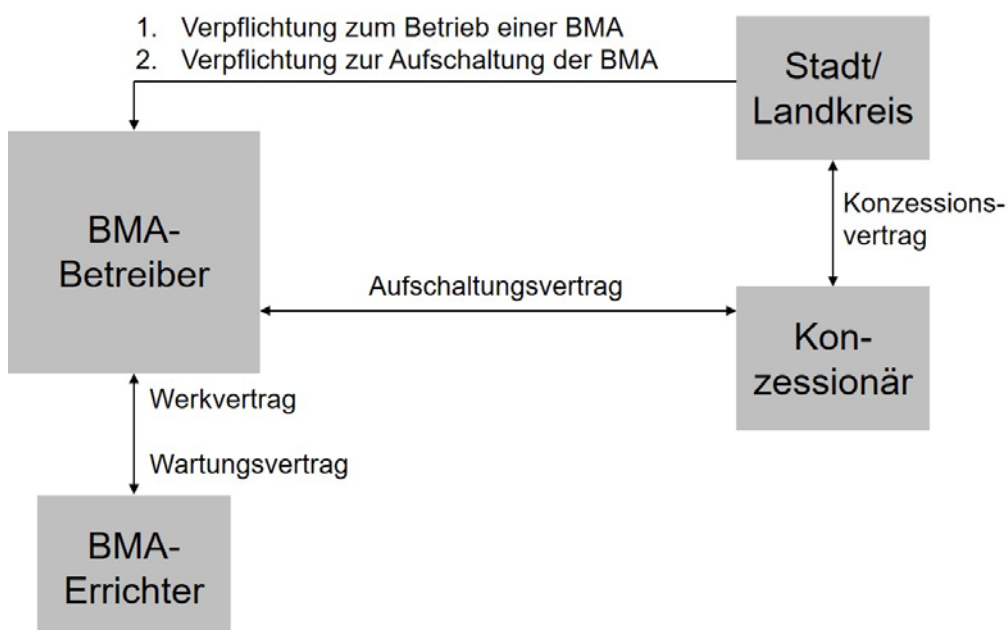 1. Verpflichtung zum Betrieb einer BMA
2. Verpflichtung zur Aufschaltung der BMA
Stadt/
Landkreis
BMA-
Betreiber
Konzessions-
vertrag
Aufschaltungsvertrag
Kon-
zessionär
Werkvertrag
Wartungsvertrag
BMA-
Errichter